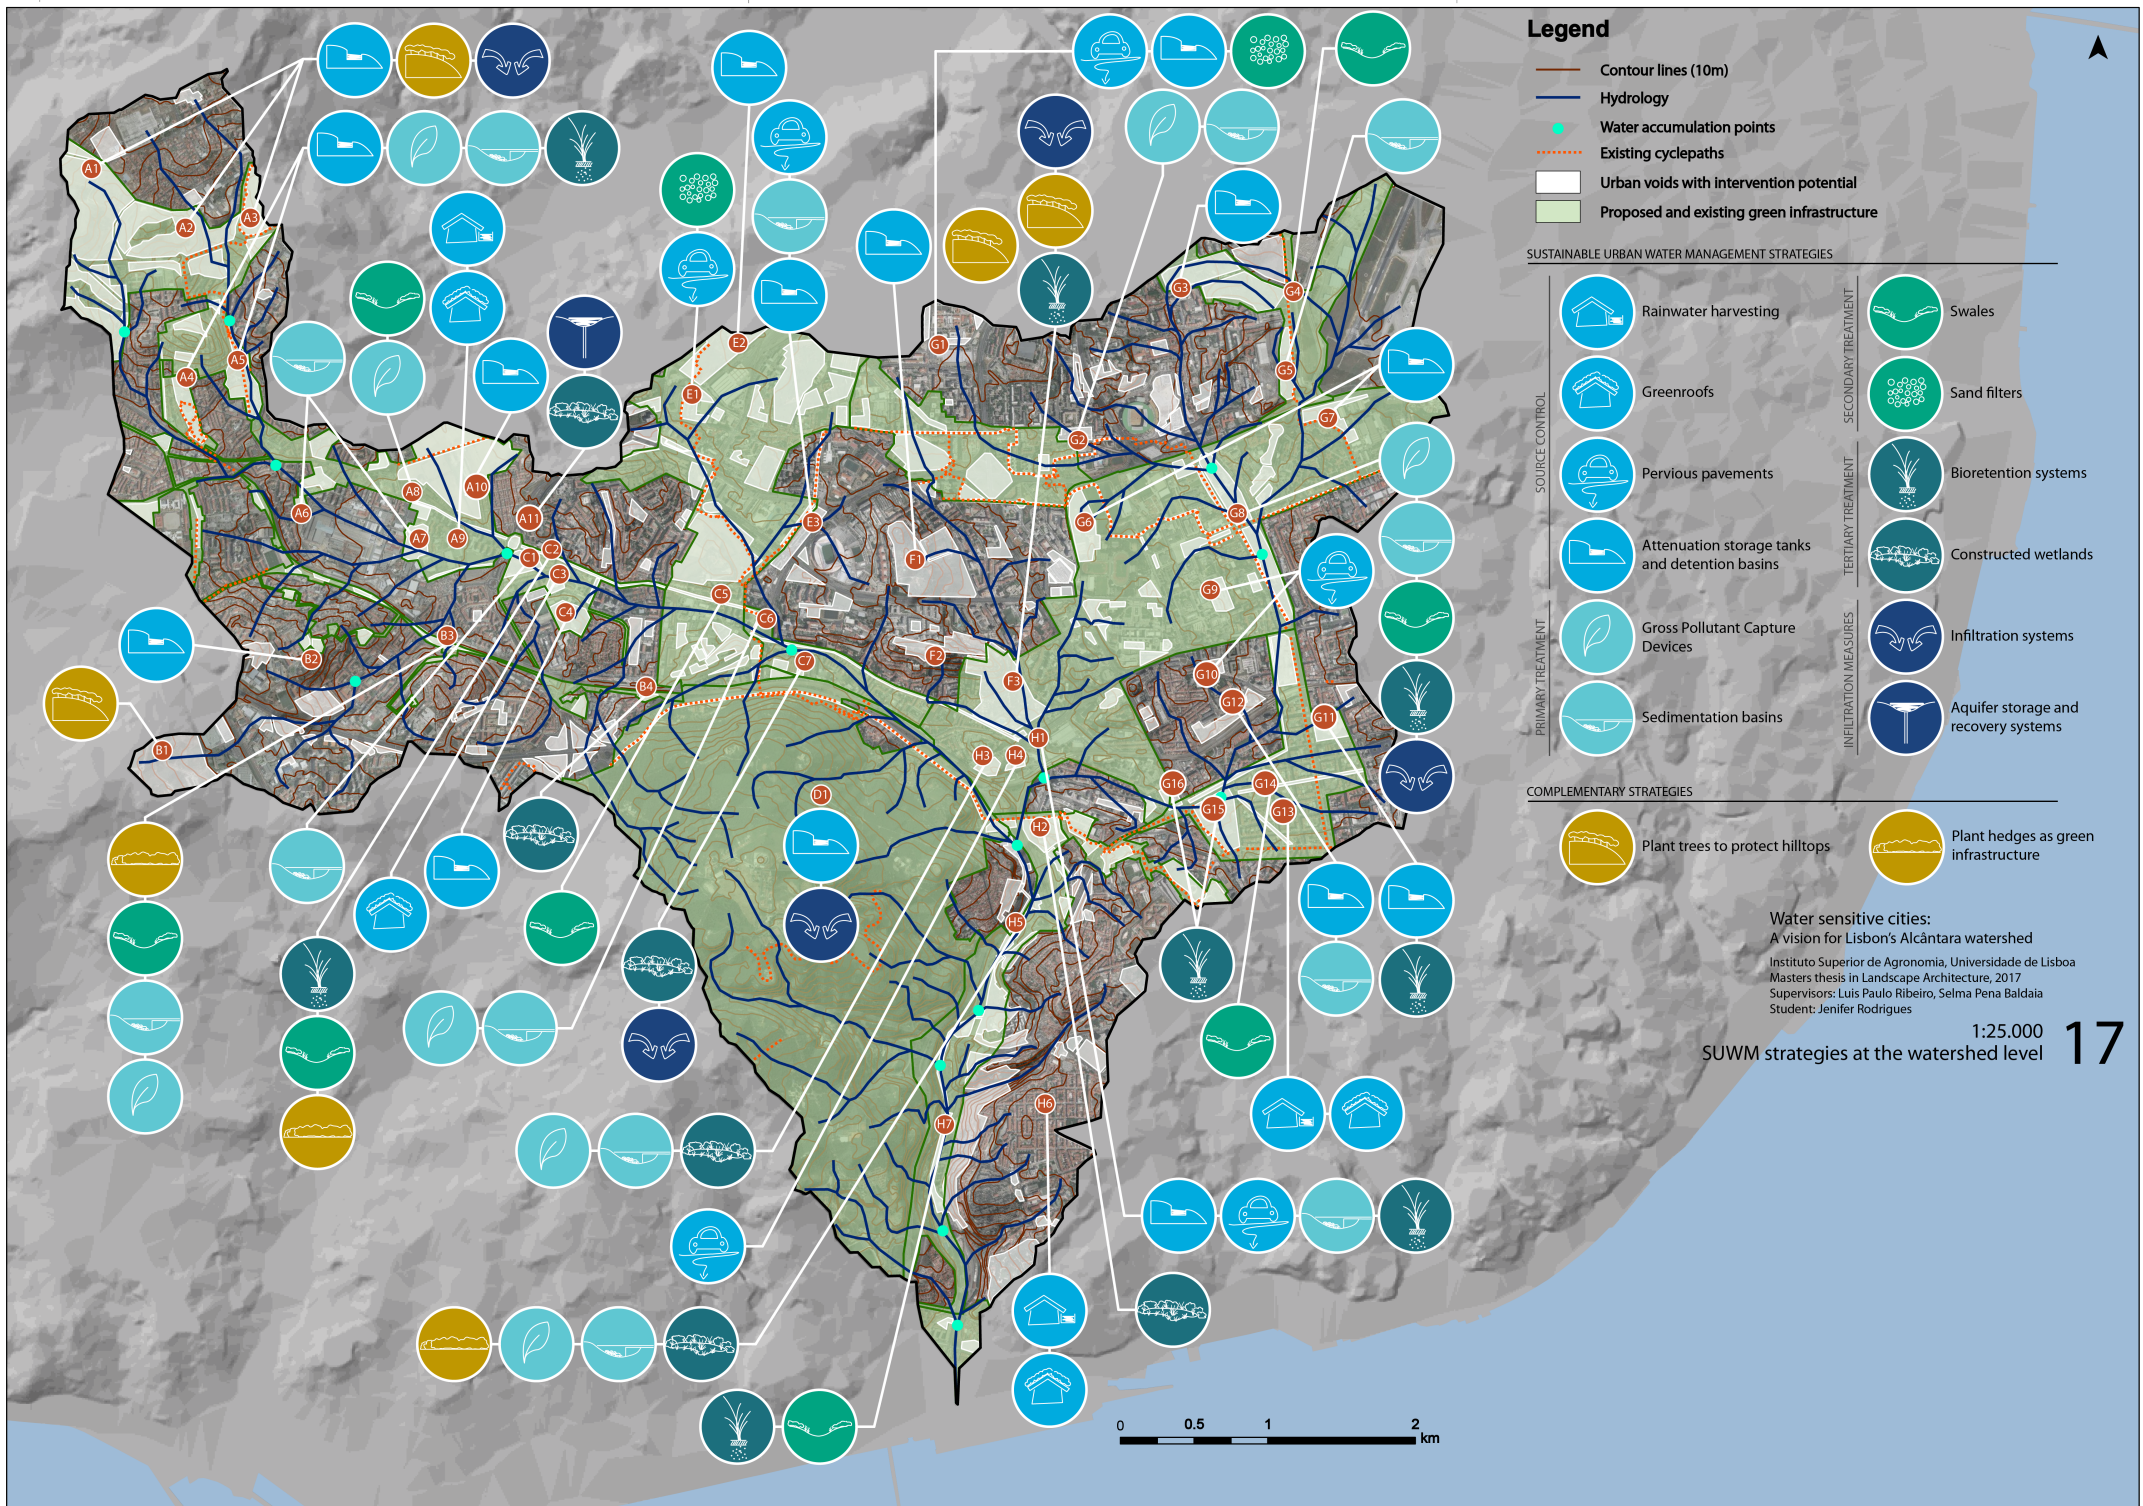 Legend
Contour lines (10m)
Hydrology
Water accumulation points
Existing cyclepaths
Urban voids with intervention potential
Proposed and existing green infrastructure
SUSTAINABLE URBAN WATER MANAGEMENT STRATEGIES
SOURCE CONTROL
Rainwater harvesting
Greenroofs
Pervious pavements
Attenuation storage tanks
and detention basins
PRIMARY TREATMENT
Gross Pollutant Capture
Devices
Sedimentation basins
SECONDARY TREATMENT
Swales
Sand filters
TERTIARY TREATMENT
Bioretention systems
Constructed wetlands
INFILTRATION MEASURES
Infiltration systems
Aquifer storage and
recovery systems
COMPLEMENTARY STRATEGIES
Plant trees to protect hilltops
Plant hedges as green
infrastructure
Water sensitive cities:
A vision for Lisbon's Alcântara watershed
Instituto Superior de Agronomia, Universidade de Lisboa
Masters thesis in Landscape Architecture, 2017
Supervisors: Luis Paulo Ribeiro, Selma Pena Baldaia
Student: Jenifer Rodrigues
1:25.000
SUWM strategies at the watershed level
17
A1
A2
A3
A4
A5
A6
A7
A8
A9
A10
A11
B1
B2
B3
B4
C1
C2
C3
C4
C5
C6
C7
D1
E1
E2
E3
F1
F2
F3
G1
G2
G3
G4
G5
G6
G7
G8
G9
G10
G11
G12
G13
G14
G15
G16
H1
H2
H3
H4
H5
H6
H7
0 0.5 1 2
km